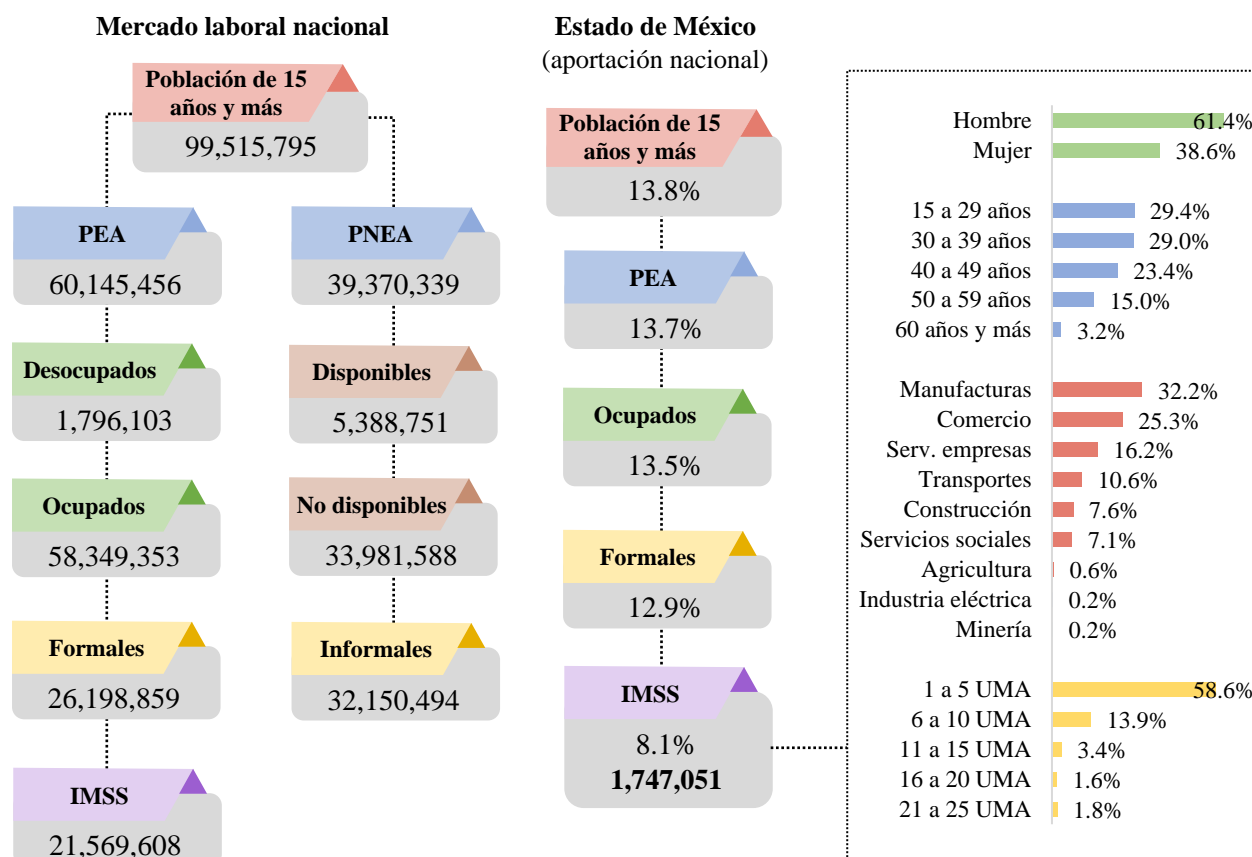 Mercado laboral nacional
Población de 15
años y más
99,515,795
PEA
60,145,456
PNEA
39,370,339
Desocupados
1,796,103
Disponibles
5,388,751
Ocupados
58,349,353
No disponibles
33,981,588
Formales
26,198,859
Informales
32,150,494
IMSS
21,569,608
Estado de México
(aportación nacional)
Población de 15
años y más
13.8%
PEA
13.7%
Ocupados
13.5%
Formales
12.9%
IMSS
8.1%
1,747,051
Hombre 61.4%
Mujer 38.6%
15 a 29 años 29.4%
30 a 39 años 29.0%
40 a 49 años 23.4%
50 a 59 años 15.0%
60 años y más 3.2%
Manufacturas 32.2%
Comercio 25.3%
Serv. empresas 16.2%
Transportes 10.6%
Construcción 7.6%
Servicios sociales 7.1%
Agricultura 0.6%
Industria eléctrica 0.2%
Minería 0.2%
1 a 5 UMA 58.6%
6 a 10 UMA 13.9%
11 a 15 UMA 3.4%
16 a 20 UMA 1.6%
21 a 25 UMA 1.8%